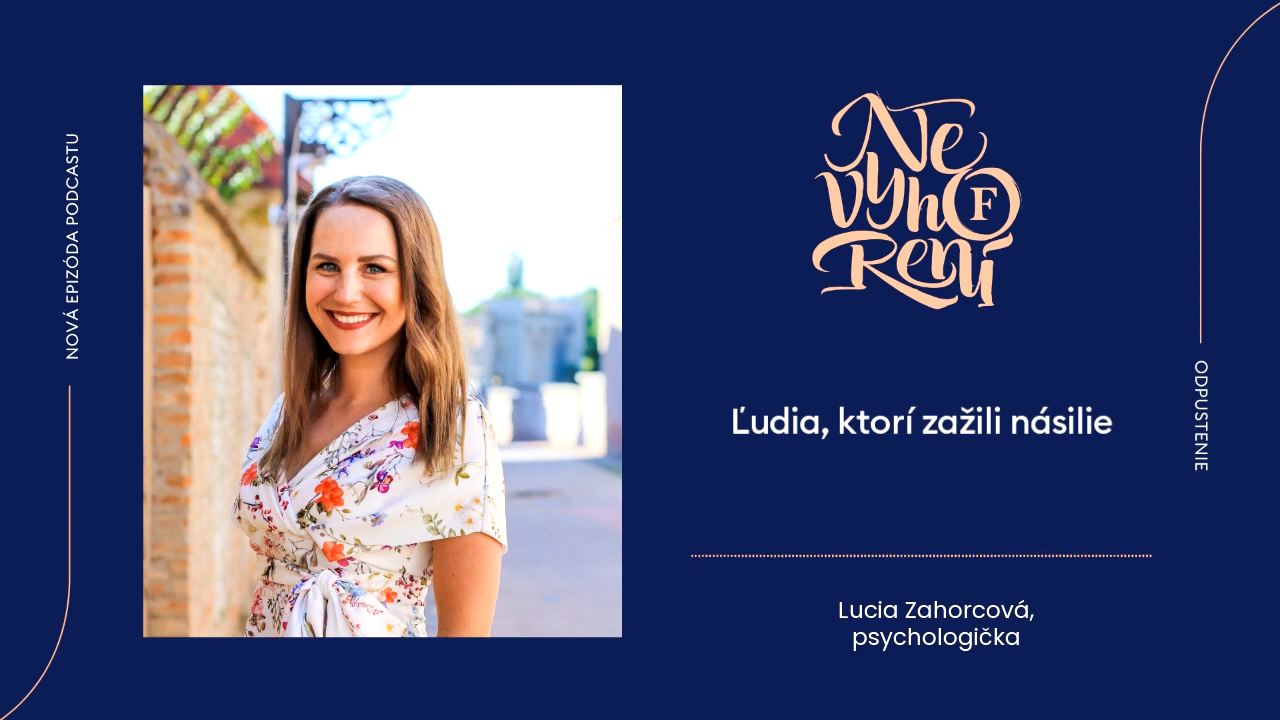 NOVÁ EPIZÓDA PODCASTU
Ne
vyhO
F
Rení
Ľudia, ktorí zažili násilie
Lucia Zahorcová,
psychologička
ODPUSTENIE